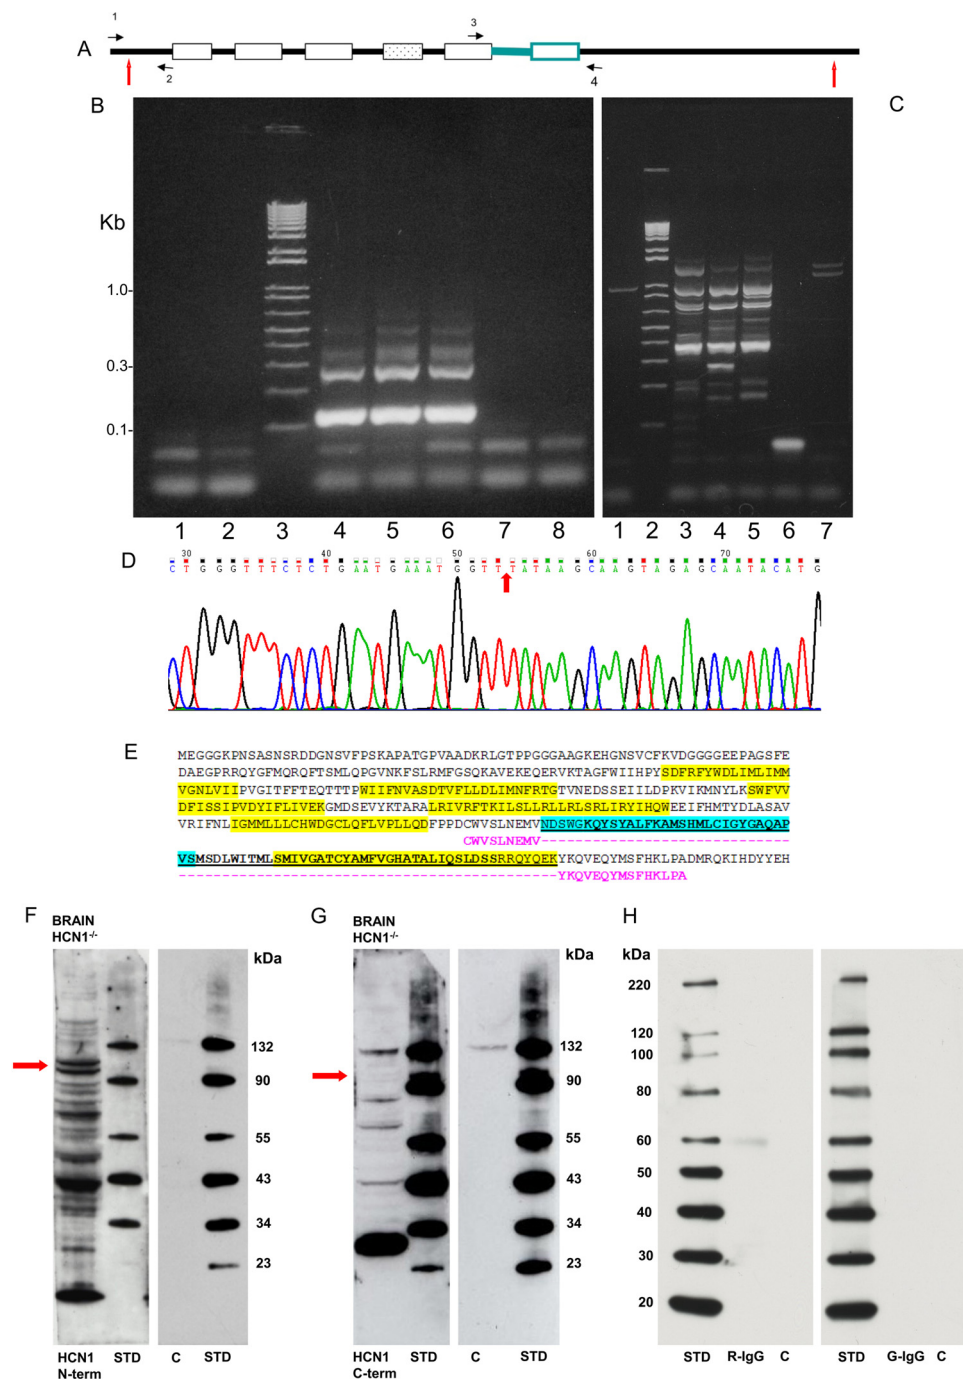 1
3
A
2
4
B
C
Kb
1.0-
0.3-
0.1-
1 2 3 4 5 6 7 8
1 2 3 4 5 6 7
D
30 40 50 60 70
C T G G G T T T C T C T G A A T G A A A T G G T T T A T A A G C A A G T A G A G C A A T A C A T G
E
MEGGGKPNSASNSRDDGNSVFPSKAPATGPVAADKRLGTPPGGGAAGKEHGNSVCFKVDGGGGEEPAGSFE
DAEGPRRQYGFMQRQFTSMLQPGVNKFSLRMFGSQKAVEKEQERVKTAGFWIIHPYSDFRFYWDLIMLIMM
VGNLVIIPVGITFFTEQTTTPWIIFNVASDTVFLLDLIMNFRTGTVNEDSSEIILDPKVIKMNYLKSWFVV
DFISSIPVDYIFLIVEKGMDSEVYKTARALRIVRFTKILSLLRLLRLSRLIRYIHQWEEIFHMTYDLASAV
VRIFNLIGMMLLLCHWDGCLQFLVPLLQDFPPDCWVSLNEMVNDSWGKQYSYALFKAMSHMLCIGYGAQAP
CWVSLNEMV-----------------------------
VSMSDLWITMLSMIVGATCYAMFVGHATALIQSLDSSRRQYQEKYKQVEQYMSFHKLPADMRQKIHDYYEH
--------------------------------------------YKQVEQYMSFHKLPA
F
BRAIN
HCN1-/-
kDa
132
90
55
43
34
23
HCN1
N-term
STD C STD
G
BRAIN
HCN1-/-
kDa
132
90
55
43
34
23
HCN1
C-term
STD C STD
H
220
120
100
80
60
50
40
30
20
STD R-IgG C STD G-IgG C